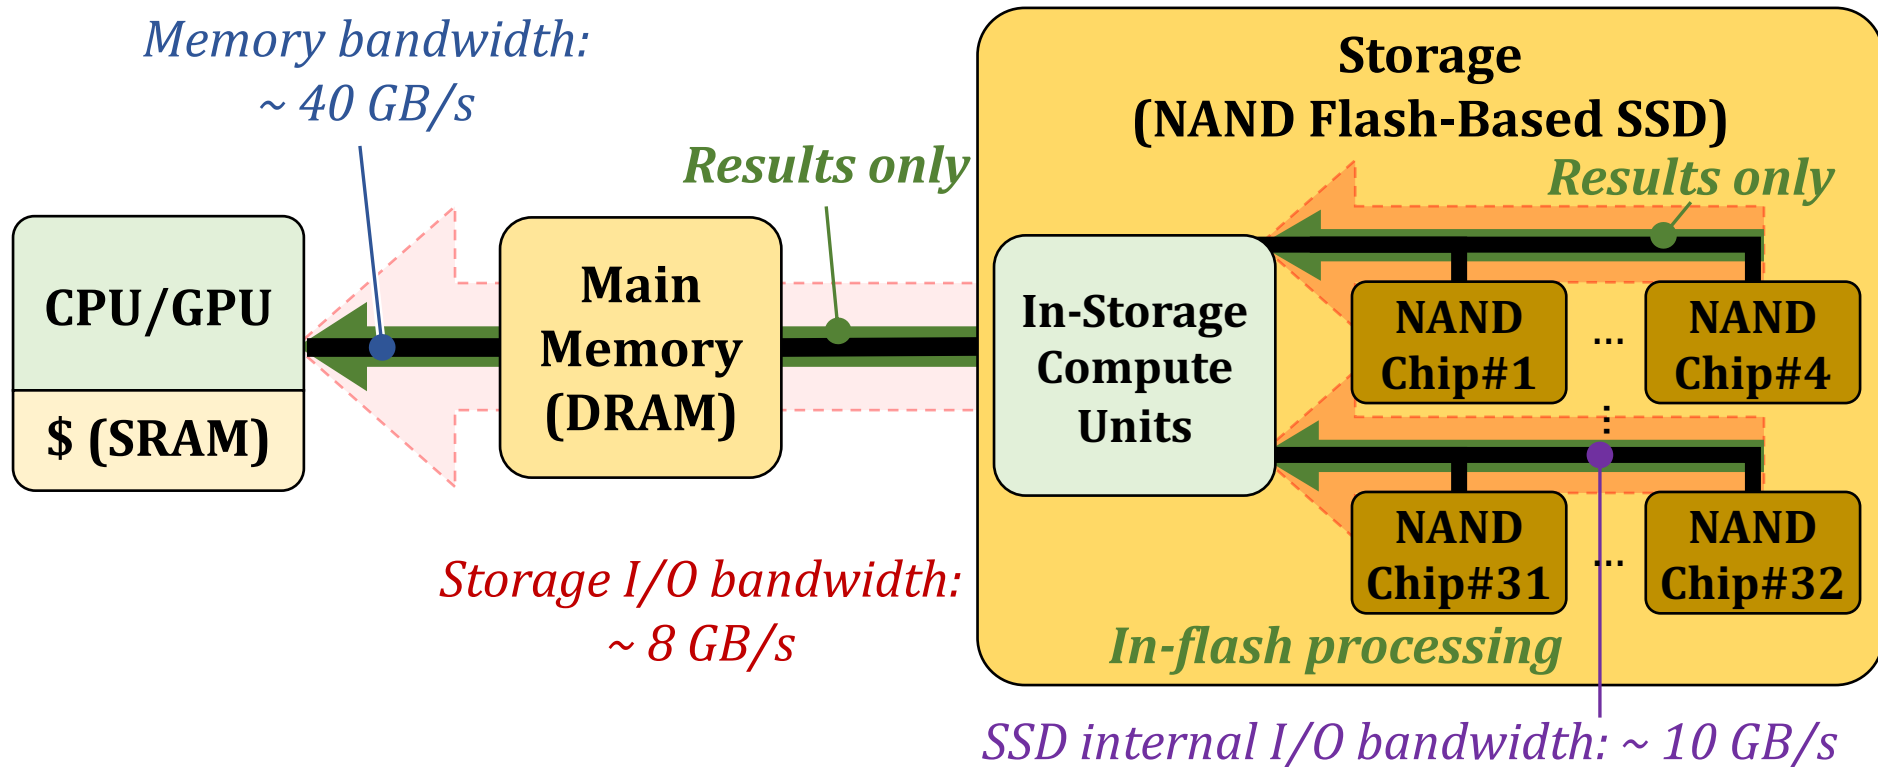 Memory bandwidth:
~ 40 GB/s
Results only
CPU/GPU
$ (SRAM)
Main
Memory
(DRAM)
Storage I/O bandwidth:
~ 8 GB/s
Storage
(NAND Flash-Based SSD)
Results only
In-Storage
Compute
Units
NAND
Chip#1
...
NAND
Chip#4
...
NAND
Chip#31
...
NAND
Chip#32
In-flash processing
SSD internal I/O bandwidth: ~ 10 GB/s